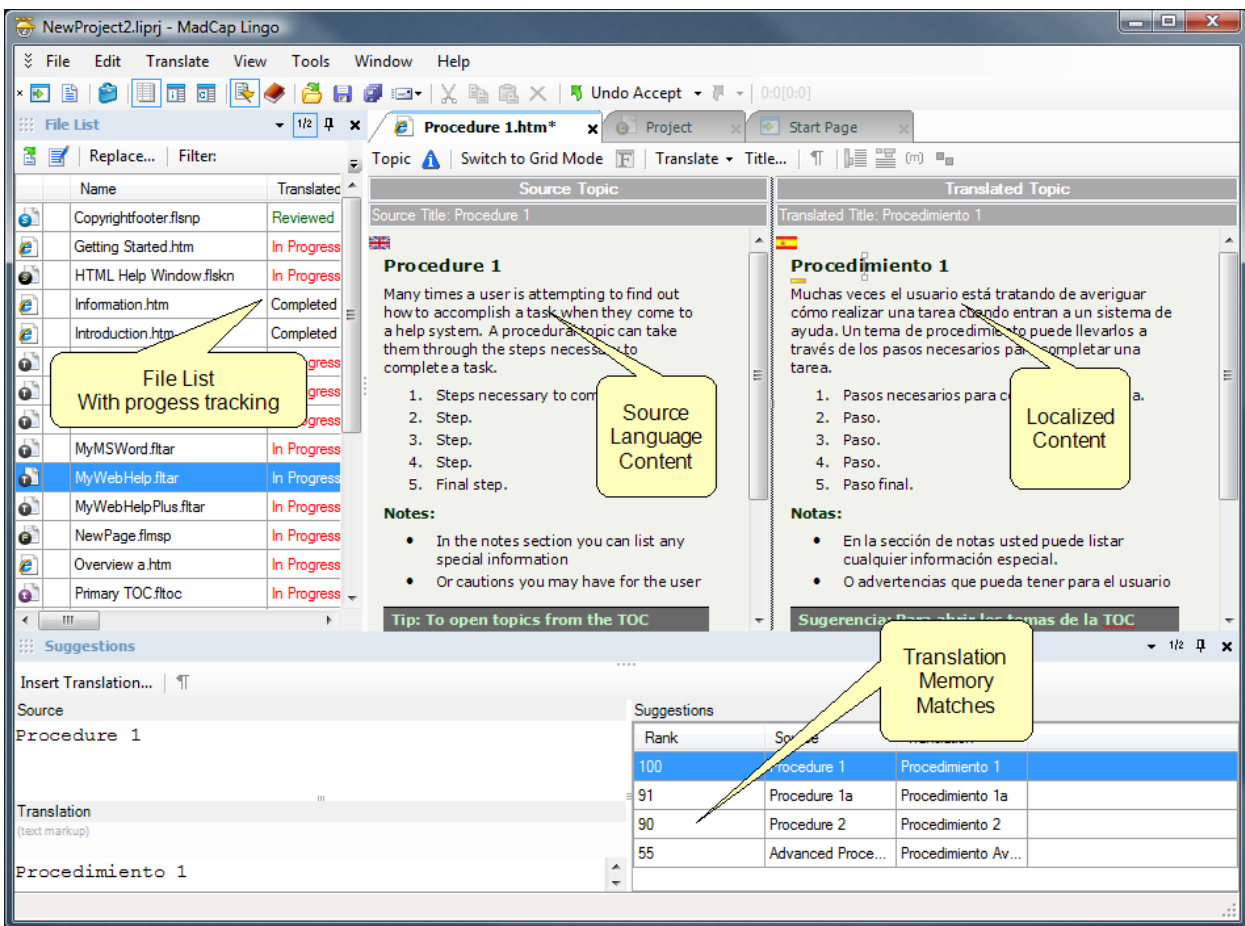 NewProject2.liprj - MadCap Lingo
File Edit Translate View Tools Window Help
Undo Accept 0:0[0:0]
File List 1/2
Replace... Filter:
Name Translated
Copyrightfooter.flsnp Reviewed
Getting Started.htm In Progress
HTML Help Window.flskn In Progress
Information.htm Completed
Introduction.htm Completed
gress
gress
gress
MyMSWord.fltar In Progress
MyWebHelp.fltar In Progress
MyWebHelpPlus.fltar In Progress
NewPage.flmsp In Progress
Overview a.htm In Progress
Primary TOC.fltoc In Progress
File List
With progess tracking
Procedure 1.htm* Project Start Page
Topic Switch to Grid Mode Translate Title... (m)
Source Topic
Source Title: Procedure 1
Procedure 1
Many times a user is attempting to find out
how to accomplish a task when they come to
a help system. A procedural topic can take
them through the steps necessary to
complete a task.
1. Steps necessary to com
2. Step.
3. Step.
4. Step.
5. Final step.
Notes:
• In the notes section you can list any
special information
• Or cautions you may have for the user
Tip: To open topics from the TOC
Source
Language
Content
Translated Topic
Translated Title: Procedimiento 1
Procedimiento 1
Muchas veces el usuario está tratando de averiguar
cómo realizar una tarea cuando entran a un sistema de
ayuda. Un tema de procedimiento puede llevarlos a
través de los pasos necesarios para completar una
tarea.
1. Pasos necesarios para c a.
2. Paso.
3. Paso.
4. Paso.
5. Paso final.
Notas:
• En la sección de notas usted puede listar
cualquier información especial.
• O advertencias que pueda tener para el usuario
Sugerencia: Para abrir los temas de la TOC
Localized
Content
Suggestions 1/2
Insert Translation...
Source
Procedure 1
Translation
(text markup)
Procedimiento 1
Suggestions
Rank Source Translation
100 Procedure 1 Procedimiento 1
91 Procedure 1a Procedimiento 1a
90 Procedure 2 Procedimiento 2
55 Advanced Proce... Procedimiento Av...
Translation
Memory
Matches